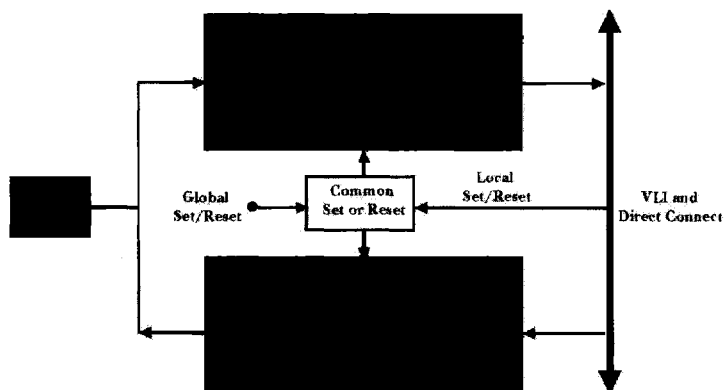 Global
Set/Reset
Common
Set or Reset
Local
Set/Reset
VLI and
Direct Connect